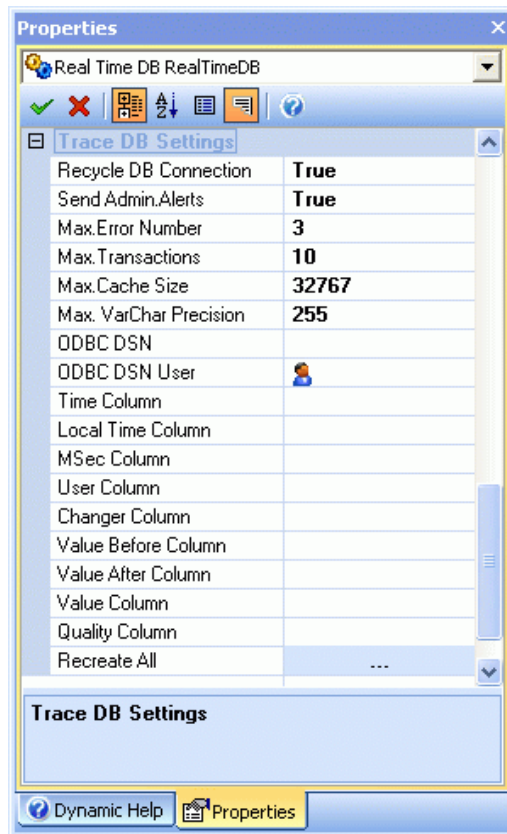 Properties
Real Time DB RealTimeDB
Trace DB Settings
Recycle DB Connection True
Send Admin.Alerts True
Max.Error Number 3
Max.Transactions 10
Max.Cache Size 32767
Max. VarChar Precision 255
ODBC DSN
ODBC DSN User
Time Column
Local Time Column
MSec Column
User Column
Changer Column
Value Before Column
Value After Column
Value Column
Quality Column
Recreate All ...
Trace DB Settings
Dynamic Help Properties